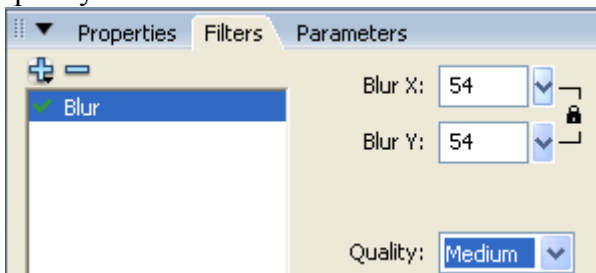 Properties Filters Parameters
Blur
Blur X: 54
Blur Y: 54
Quality: Medium